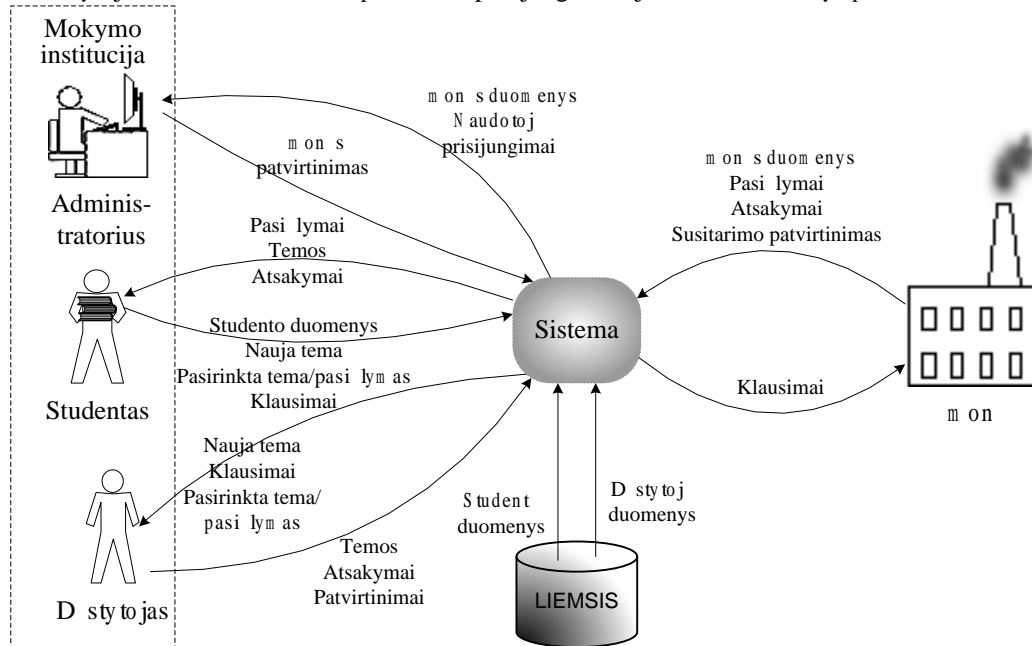 Mokymo
institucija
Adminis-
tratorius
Studentas
D stytojas
mon s duomenys
Naudotoj
prisijungimai
mon s
patvirtinimas
Pasi lymai
Temos
Atsakymai
Studento duomenys
Nauja tema
Pasirinkta tema/pasi lymas
Klausimai
Nauja tema
Klausimai
Pasirinkta tema/
pasi lymas
Temos
Atsakymai
Patvirtinimai
Sistema
Student
duomenys
D stytoj
duomenys
LIEMSIS
mon s duomenys
Pasi lymai
Atsakymai
Susitarimo patvirtinimas
Klausimai
mon